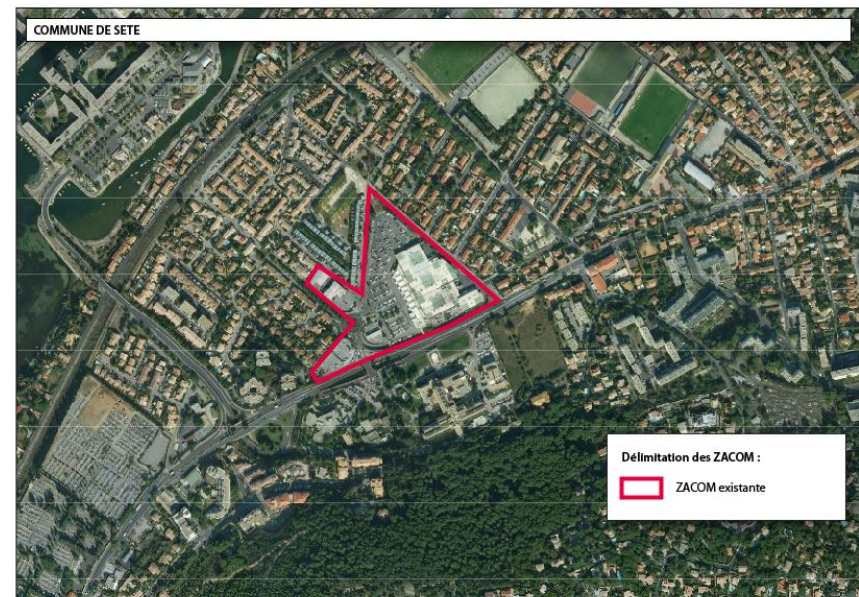 COMMUNE DE SETE
Délimitation des ZACOM :
ZACOM existante